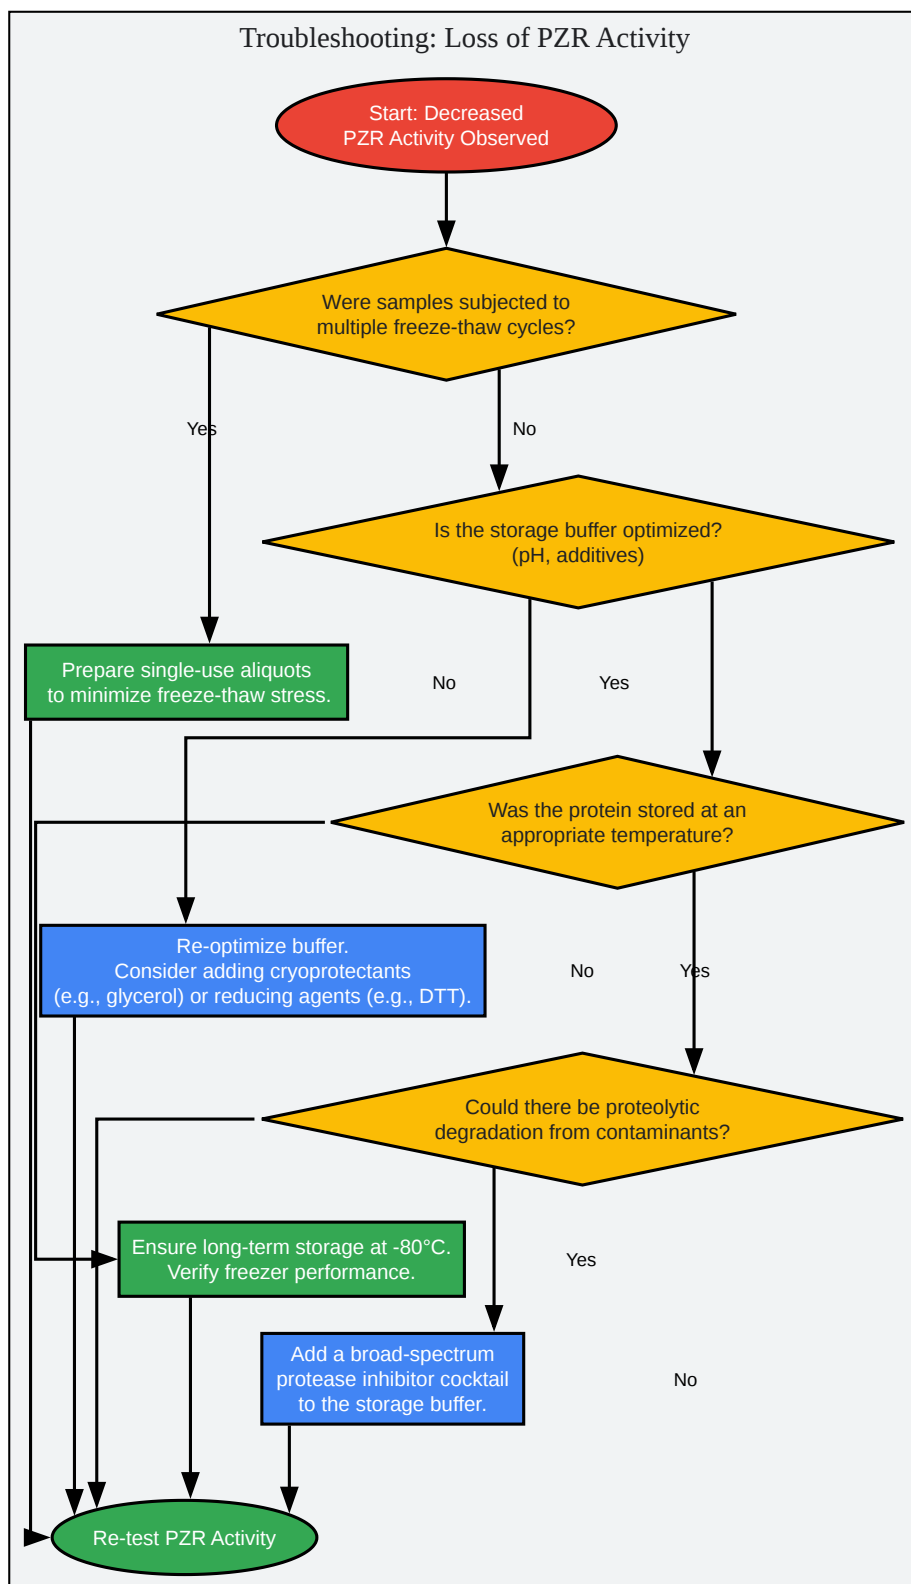 Troubleshooting: Loss of PZR Activity
Start: Decreased
PZR Activity Observed
Were samples subjected to
multiple freeze-thaw cycles?
Yes
No
Is the storage buffer optimized?
(pH, additives)
Prepare single-use aliquots
to minimize freeze-thaw stress.
No
Yes
Was the protein stored at an
appropriate temperature?
Re-optimize buffer.
Consider adding cryoprotectants
(e.g., glycerol) or reducing agents (e.g., DTT).
No
Yes
Could there be proteolytic
degradation from contaminants?
Ensure long-term storage at -80°C.
Verify freezer performance.
Yes
Add a broad-spectrum
protease inhibitor cocktail
to the storage buffer.
No
Re-test PZR Activity